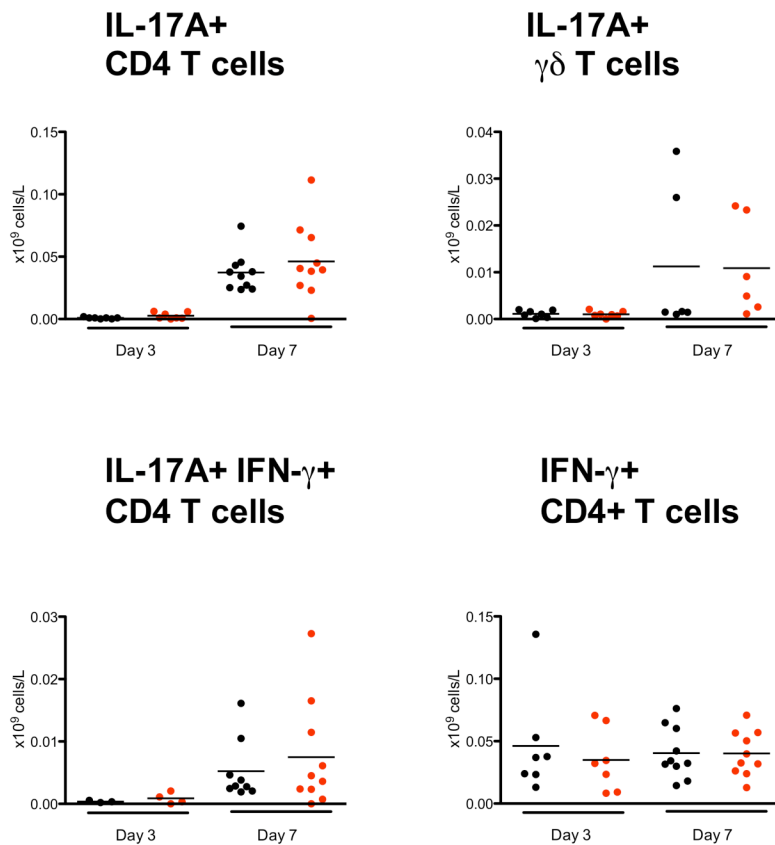 IL-17A+
CD4 T cells
0.15
0.10
0.05
0.00
x10⁹ cells/L
Day 3
Day 7
IL-17A+
γδ T cells
0.04
0.03
0.02
0.01
0.00
x10⁹ cells/L
Day 3
Day 7
IL-17A+ IFN-γ+
CD4 T cells
0.03
0.02
0.01
0.00
x10⁹ cells/L
Day 3
Day 7
IFN-γ+
CD4+ T cells
0.15
0.10
0.05
0.00
x10⁹ cells/L
Day 3
Day 7